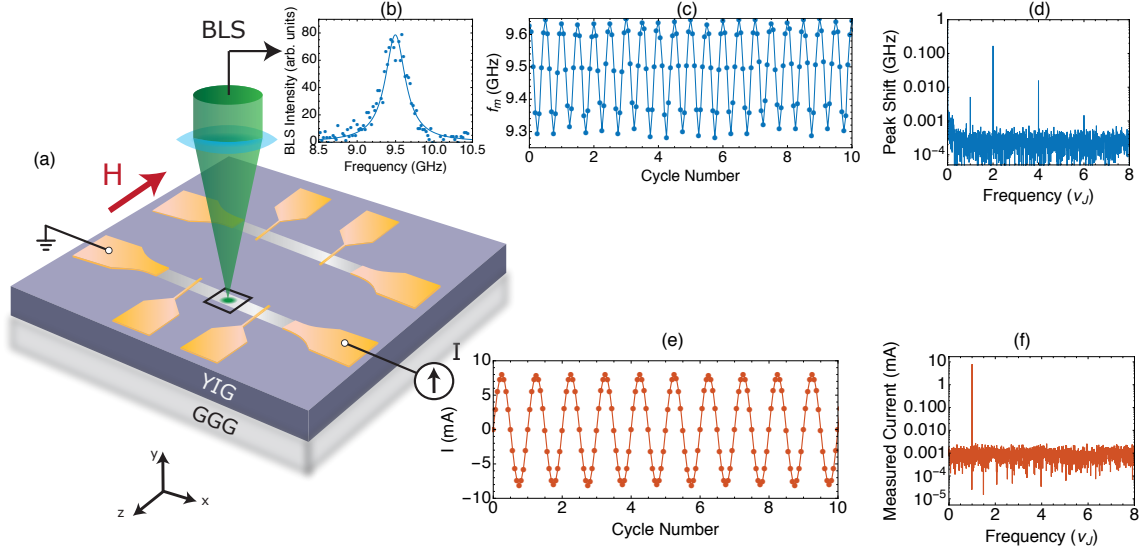 BLS
(a)
H
I
YIG
GGG
y
x
z
(b)
BLS Intensity (arb. units)
80
60
40
20
0
8.5 9.0 9.5 10.0 10.5
Frequency (GHz)
(c)
fm (GHz)
9.6
9.5
9.4
9.3
0 2 4 6 8 10
Cycle Number
(d)
Peak Shift (GHz)
1
0.100
0.010
0.001
10-4
0 2 4 6 8
Frequency (νJ)
(e)
I (mA)
10
5
0
−5
−10
0 2 4 6 8 10
Cycle Number
(f)
Measured Current (mA)
10
1
0.100
0.010
0.001
10-4
10-5
0 2 4 6 8
Frequency (νJ)